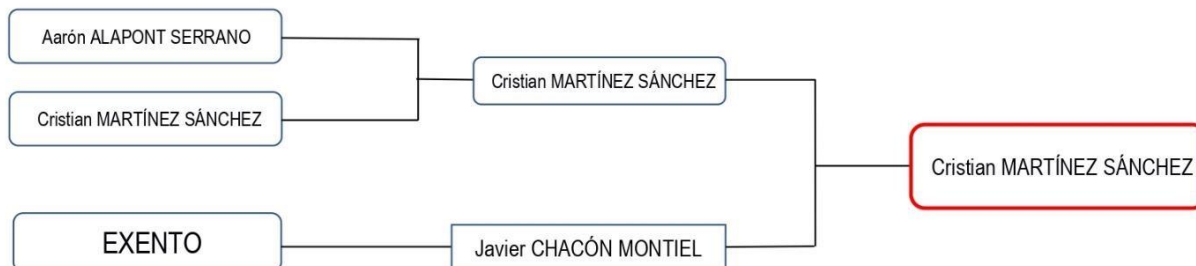 Aarón ALAPONT SERRANO
Cristian MARTÍNEZ SÁNCHEZ
Cristian MARTÍNEZ SÁNCHEZ
Cristian MARTÍNEZ SÁNCHEZ
EXENTO
Javier CHACÓN MONTIEL